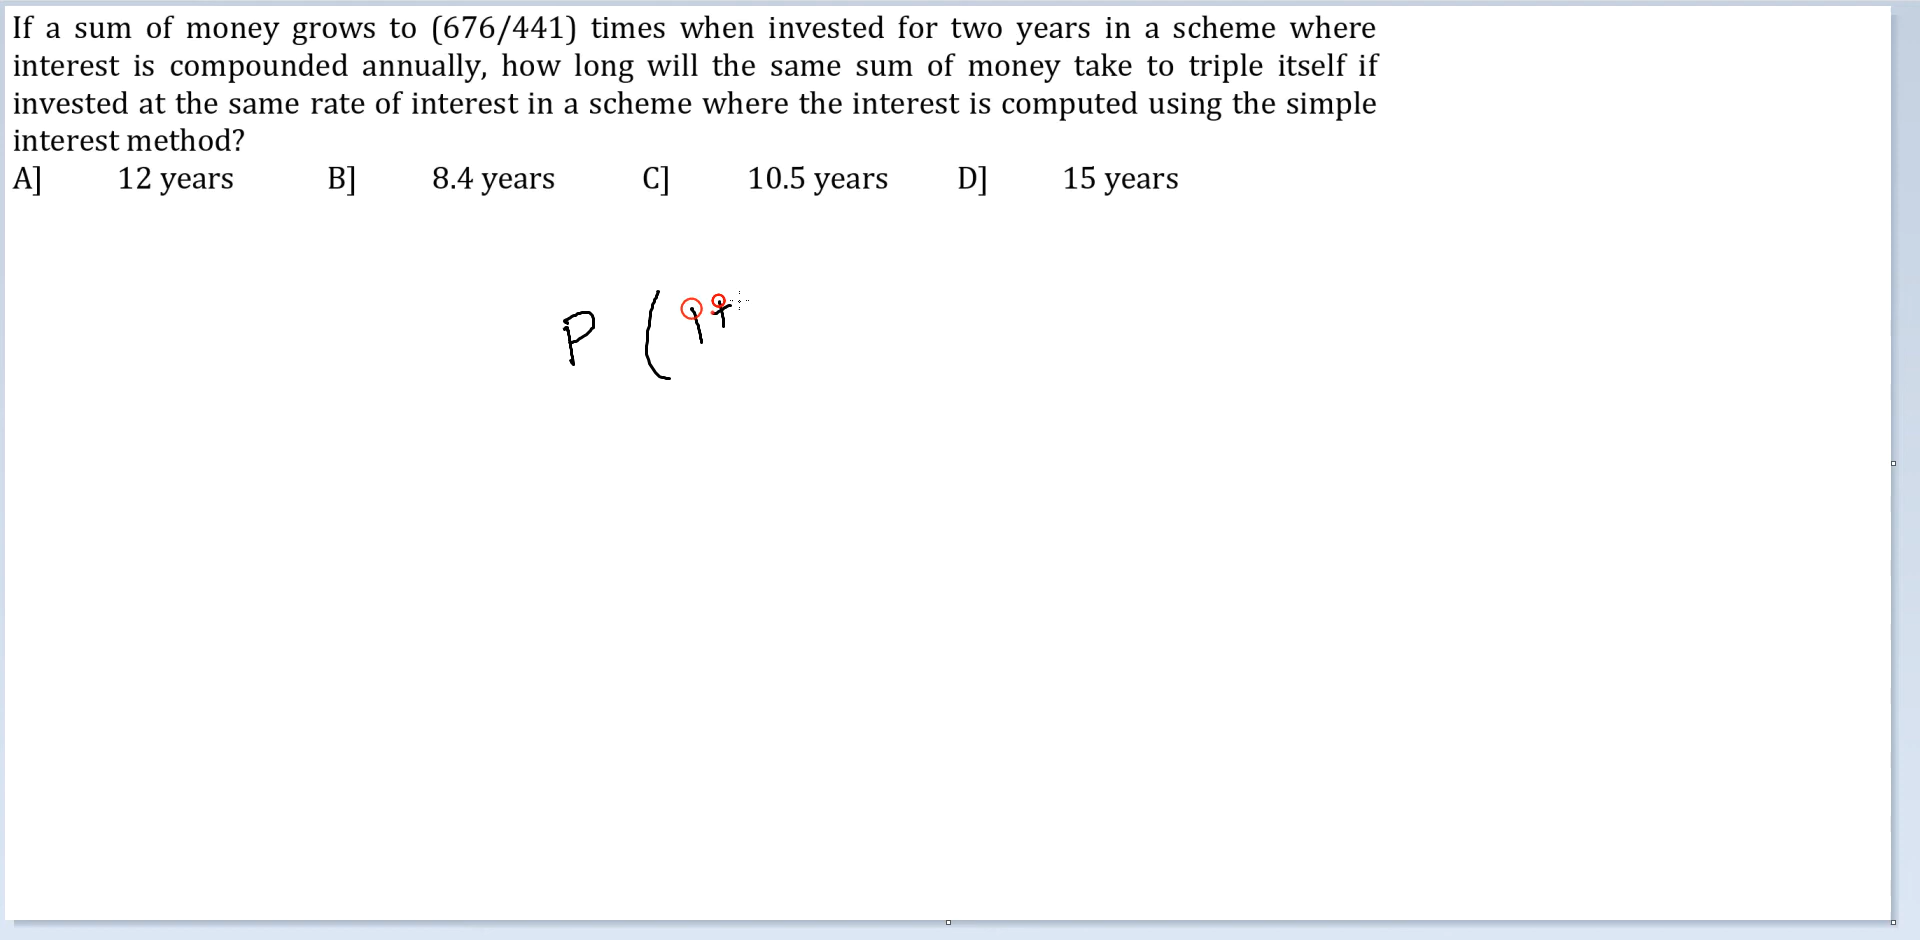 If a sum of money grows to (676/441) times when invested for two years in a scheme where
interest is compounded annually, how long will the same sum of money take to triple itself if
invested at the same rate of interest in a scheme where the interest is computed using the simple
interest method?
A] 12 years B] 8.4 years C] 10.5 years D] 15 years
P (1+